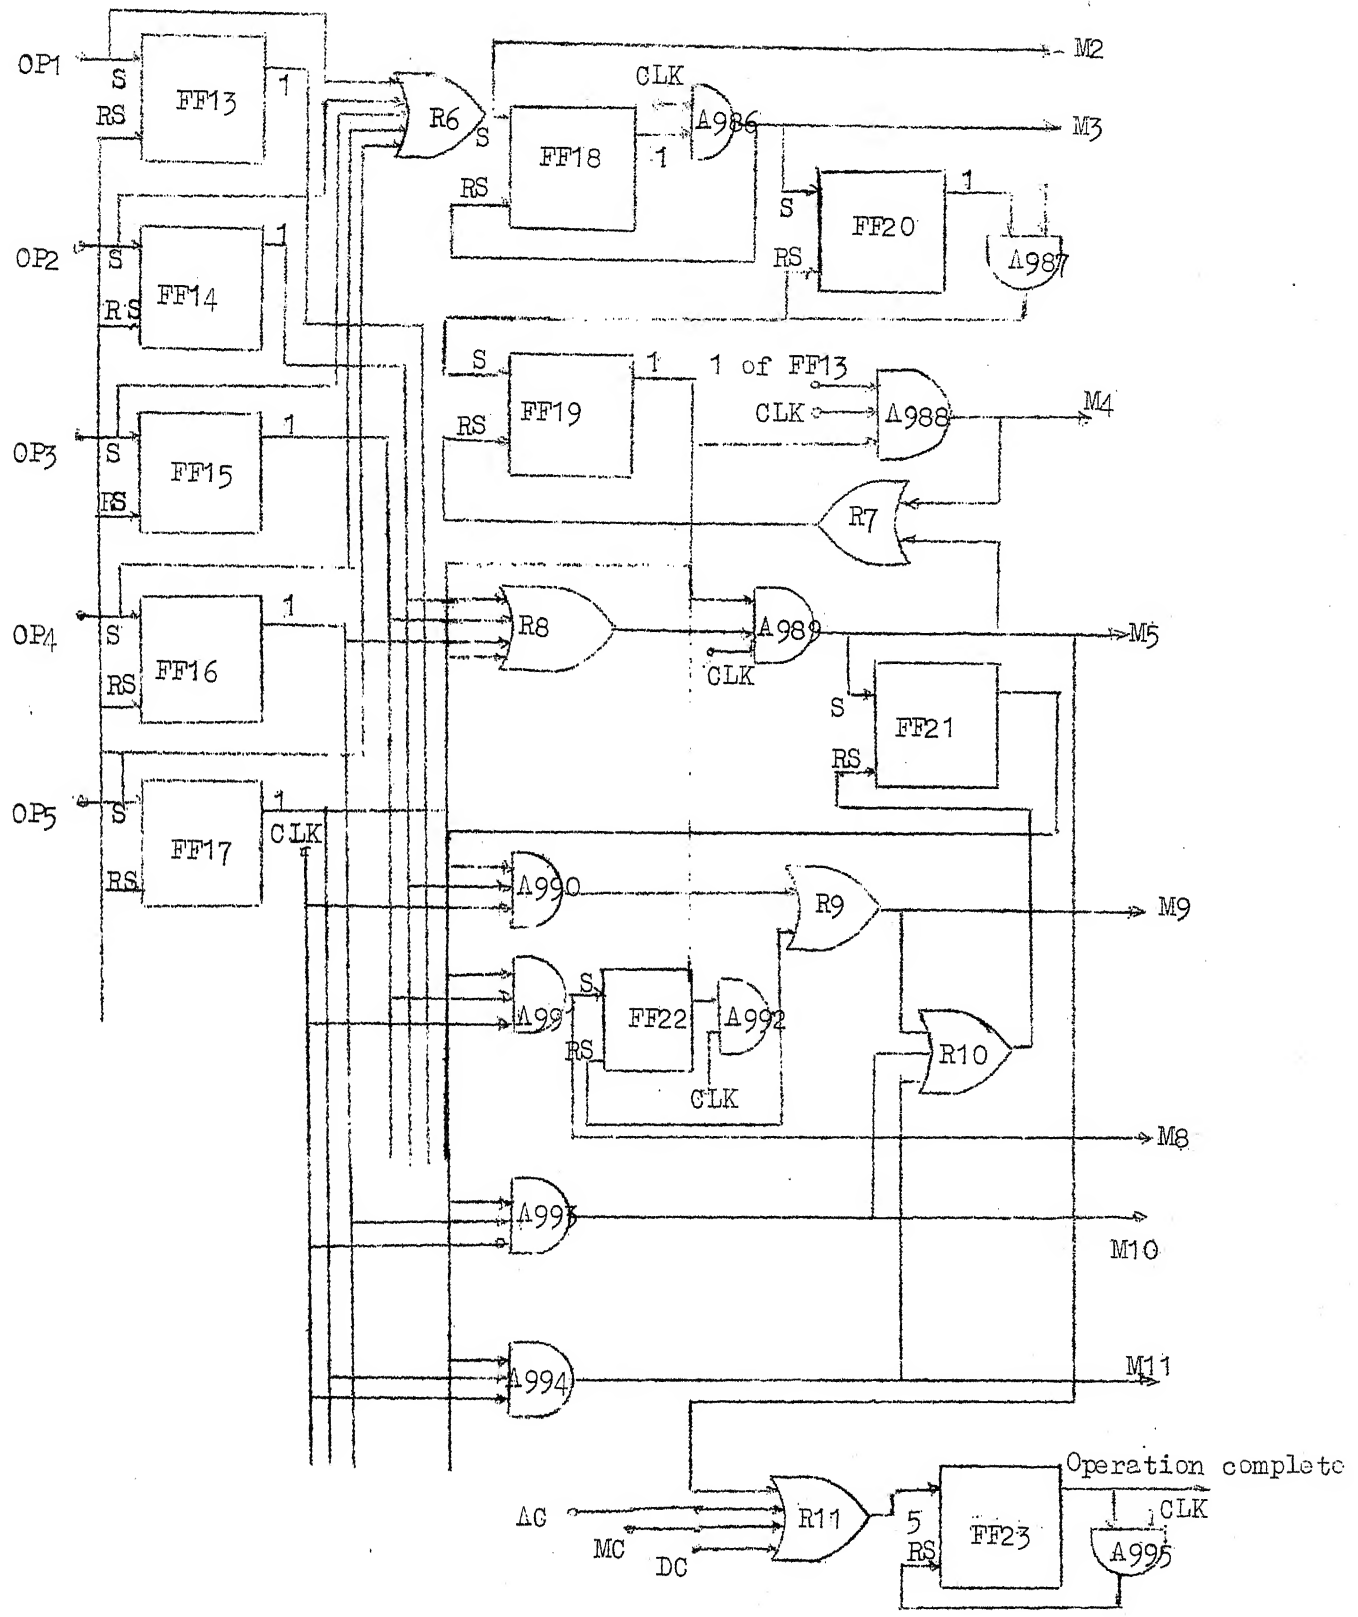 M2
OP1
S
FF13
1
RS
R6
S
CLK
A986
M3
FF18
1
RS
S
FF20
1
RS
A987
OP2
S
FF14
1
RS
S
FF19
1
1 of FF13
CLK
A988
M4
RS
OP3
S
FF15
1
RS
R7
OP4
S
FF16
1
RS
R8
A989
CLK
M5
S
FF21
RS
OP5
S
FF17
1
CLK
RS
A990
R9
M9
A99
S
FF22
RS
A992
CLK
R10
M8
A993
M10
A994
M11
Operation complete
AC
MC
DC
R11
5
FF23
RS
CLK
A995